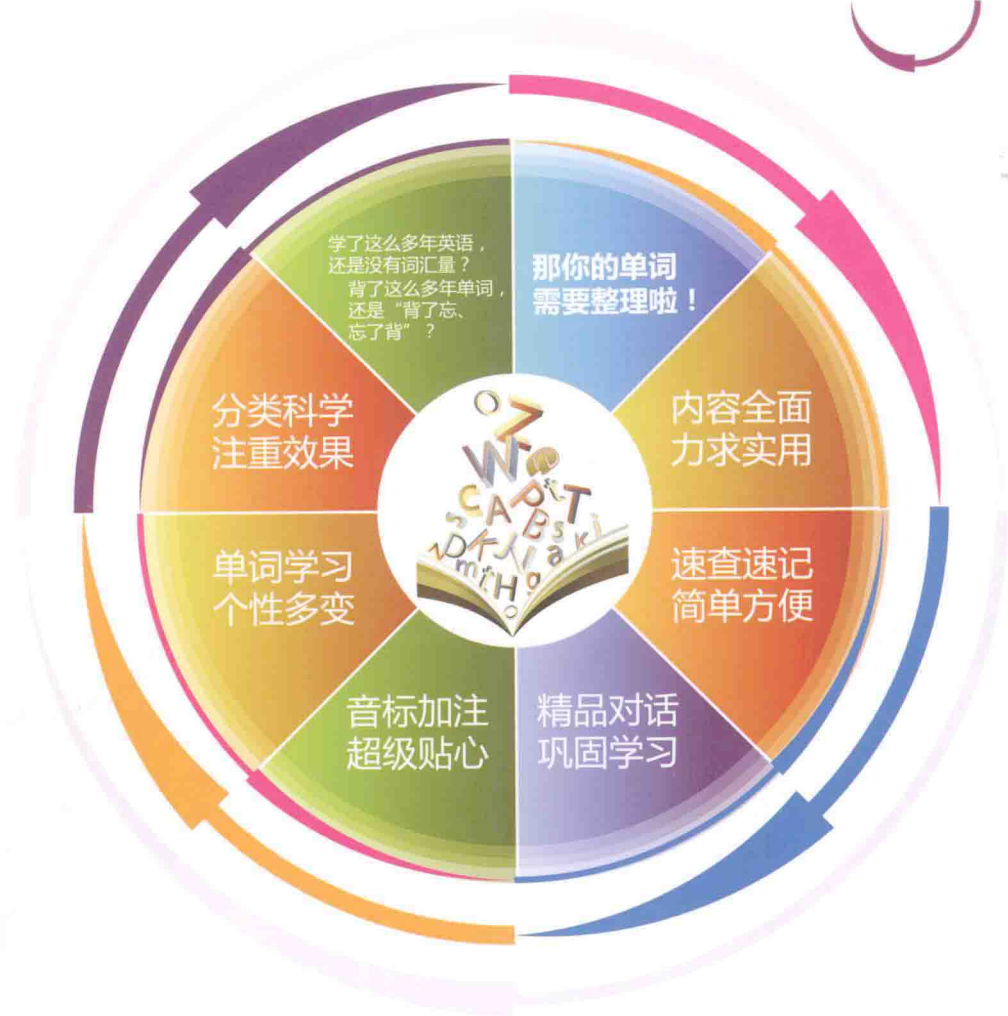 学了这么多年英语，
还是没有词汇量？
背了这么多年单词，
还是“背了忘、
忘了背”？
那你的单词
需要整理啦！
内容全面
力求实用
速查速记
简单方便
精品对话
巩固学习
音标加注
超级贴心
单词学习
个性多变
分类科学
注重效果